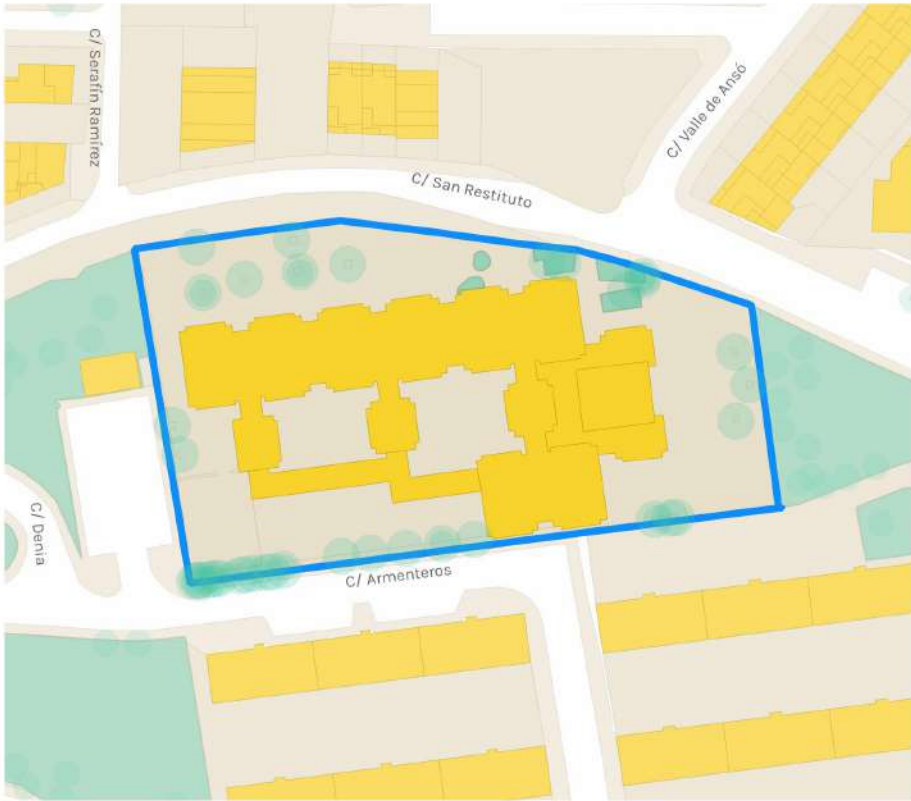 C/ Serafín Ramírez
C/ Valle de Ansó
C/ San Restituto
C/ Denia
C/ Armenteros